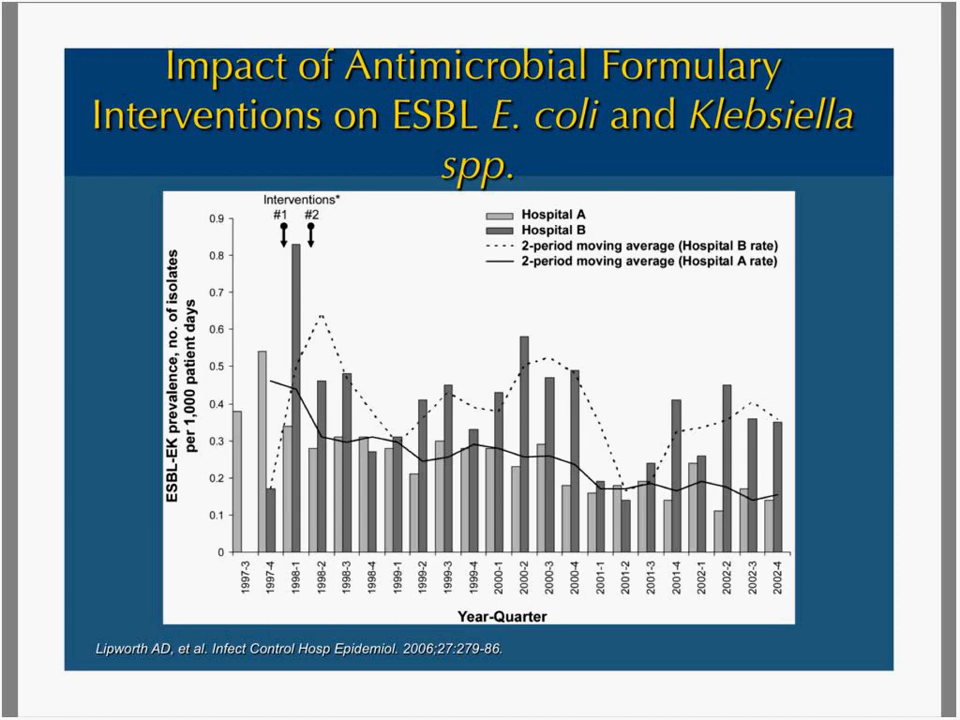 Impact of Antimicrobial Formulary
Interventions on ESBL E. coli and Klebsiella
spp.
Interventions*
#1 #2
Hospital A
Hospital B
2-period moving average (Hospital B rate)
2-period moving average (Hospital A rate)
ESBL-EK prevalence, no. of isolates
per 1,000 patient days
0.9
0.8
0.7
0.6
0.5
0.4
0.3
0.2
0.1
0
1997-3
1997-4
1998-1
1998-2
1998-3
1998-4
1999-1
1999-2
1999-3
1999-4
2000-1
2000-2
2000-3
2000-4
2001-1
2001-2
2001-3
2001-4
2002-1
2002-2
2002-3
2002-4
Year-Quarter
Lipworth AD, et al. Infect Control Hosp Epidemiol. 2006;27:279-86.